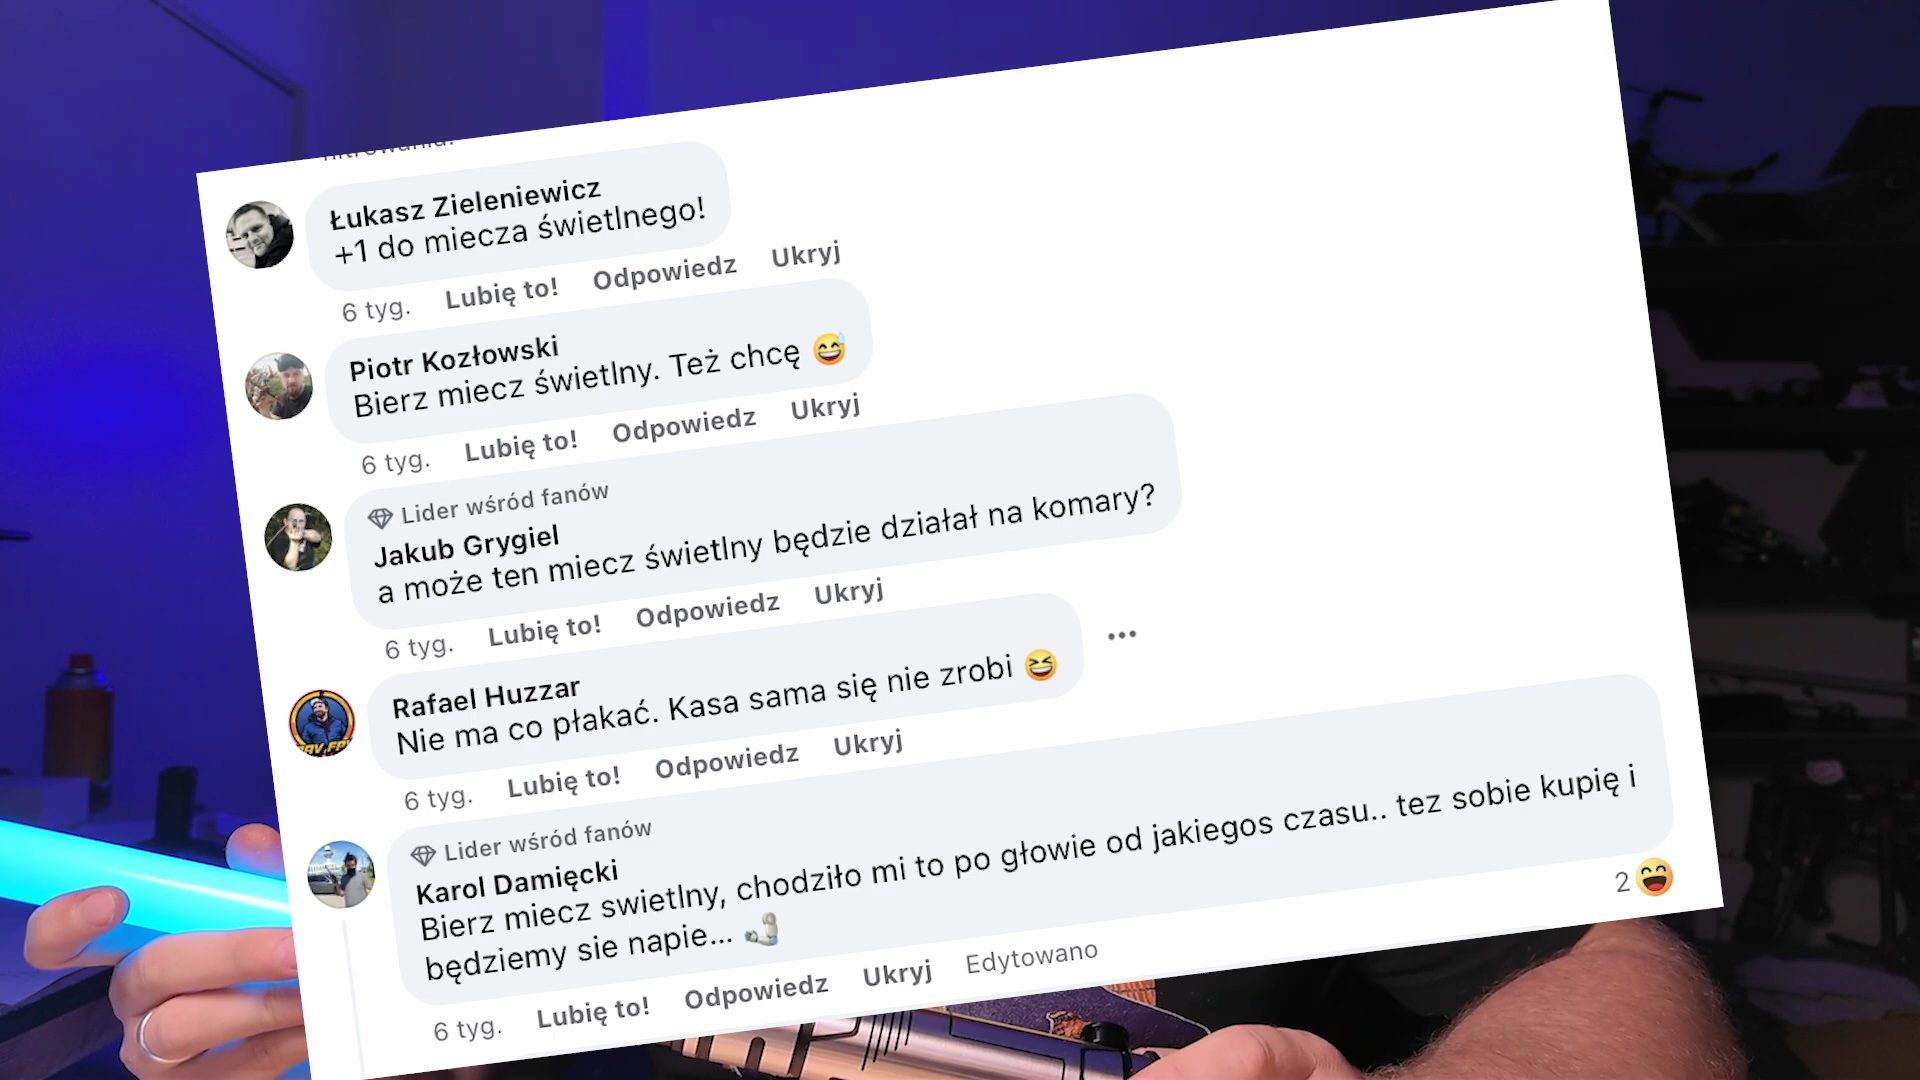 Łukasz Zieleniewicz
+1 do miecza świetlnego!
6 tyg. Lubię to! Odpowiedz Ukryj
Piotr Kozłowski
Bierz miecz świetlny. Też chcę 😅
6 tyg. Lubię to! Odpowiedz Ukryj
Lider wśród fanów
Jakub Grygiel
a może ten miecz świetlny będzie działał na komary?
6 tyg. Lubię to! Odpowiedz Ukryj
Rafael Huzzar
Nie ma co płakać. Kasa sama się nie zrobi 😆
6 tyg. Lubię to! Odpowiedz Ukryj
Lider wśród fanów
Karol Damięcki
Bierz miecz swietlny, chodziło mi to po głowie od jakiegos czasu.. tez sobie kupię i
będziemy sie napie... 🦾
2 😄
6 tyg. Lubię to! Odpowiedz Ukryj Edytowano